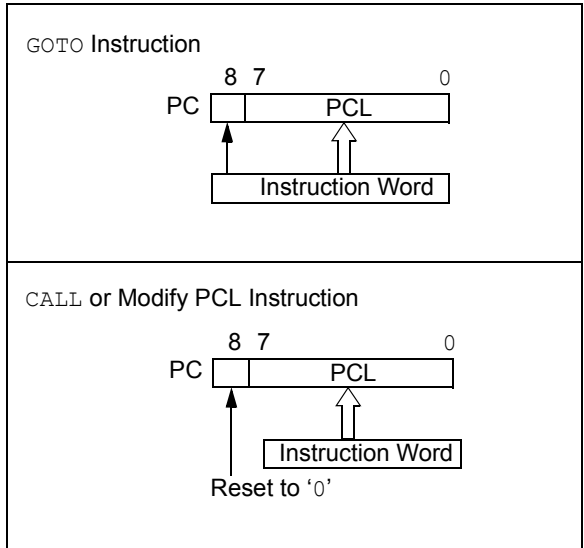 GOTO Instruction
8 7 0
PC PCL
Instruction Word
CALL or Modify PCL Instruction
8 7 0
PC PCL
Instruction Word
Reset to ‘0’